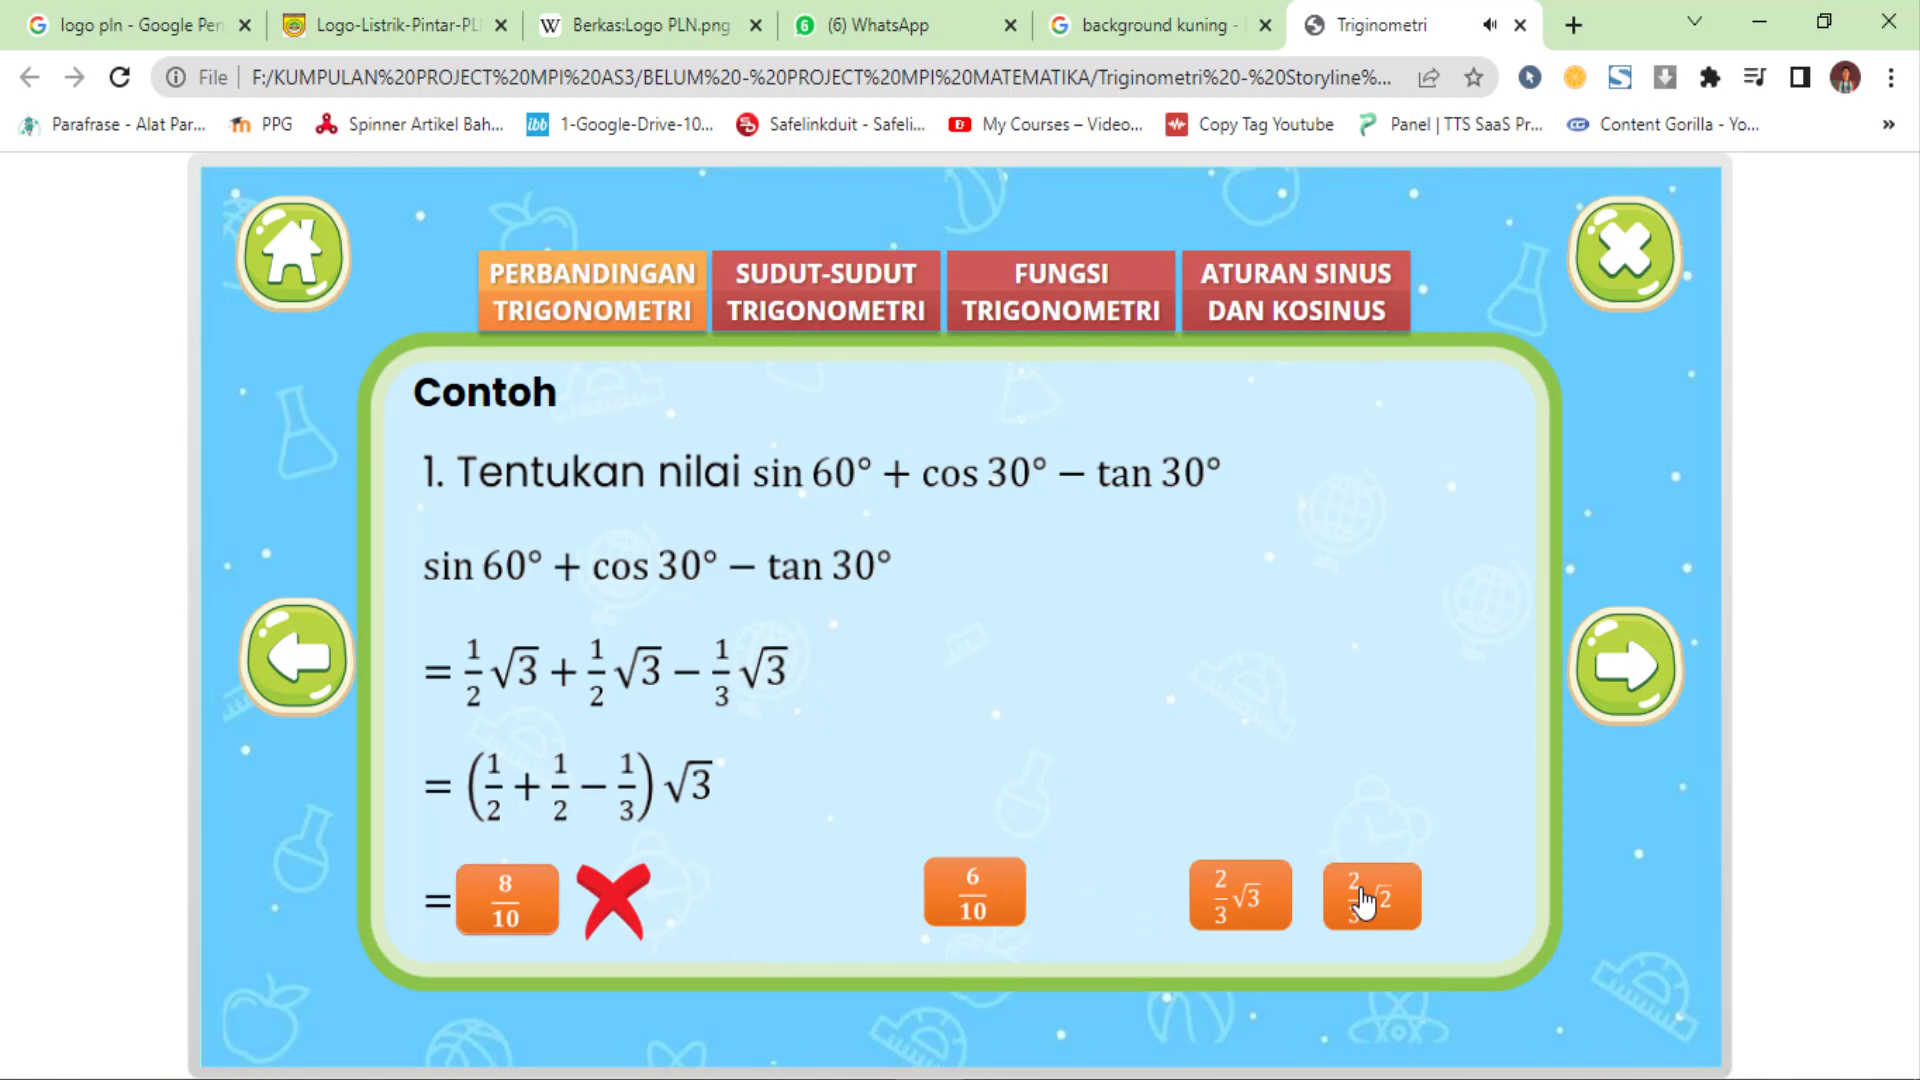 logo pln - Google Pen
Logo-Listrik-Pintar-PL
Berkas:Logo PLN.png
(6) WhatsApp
background kuning -
Triginometri
File
F:/KUMPULAN%20PROJECT%20MPI%20AS3/BELUM%20-%20PROJECT%20MPI%20MATEMATIKA/Triginometri%20-%20Storyline%...
Parafrase - Alat Par...
PPG
Spinner Artikel Bah...
ibb
1-Google-Drive-10...
Safelinkduit - Safeli...
My Courses – Video...
Copy Tag Youtube
Panel | TTS SaaS Pr...
Content Gorilla - Yo...
»
PERBANDINGAN
TRIGONOMETRI
SUDUT-SUDUT
TRIGONOMETRI
FUNGSI
TRIGONOMETRI
ATURAN SINUS
DAN KOSINUS
Contoh
1. Tentukan nilai sin 60° + cos 30° − tan 30°
sin 60° + cos 30° − tan 30°
= 1/2 √3 + 1/2 √3 − 1/3 √3
= (1/2 + 1/2 − 1/3) √3
= 8/10
6/10
2/3 √3
2/3 √2